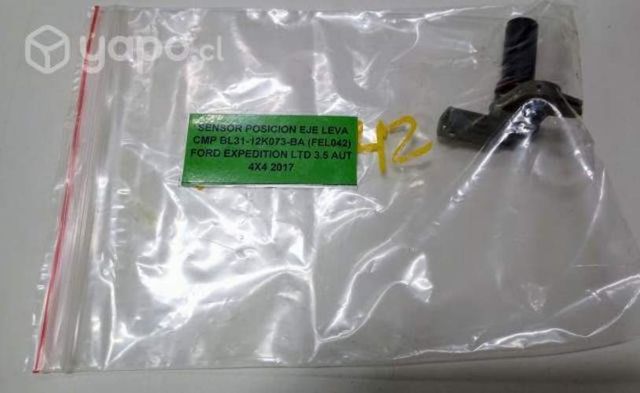 yapo.cl
SENSOR POSICION EJE LEVA
CMP BL31-12K073-BA (FEL042)
FORD EXPEDITION LTD 3.5 AUT
4X4 2017
42